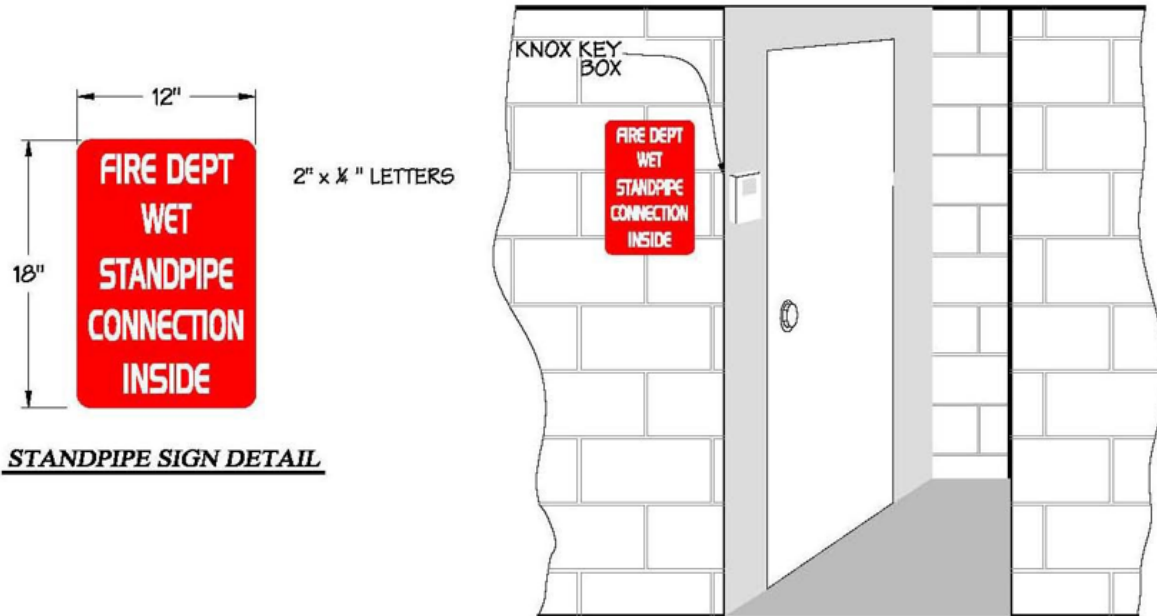 12"
18"
FIRE DEPT
WET
STANDPIPE
CONNECTION
INSIDE
2" x ¼ " LETTERS
STANDPIPE SIGN DETAIL
KNOX KEY
BOX
FIRE DEPT
WET
STANDPIPE
CONNECTION
INSIDE